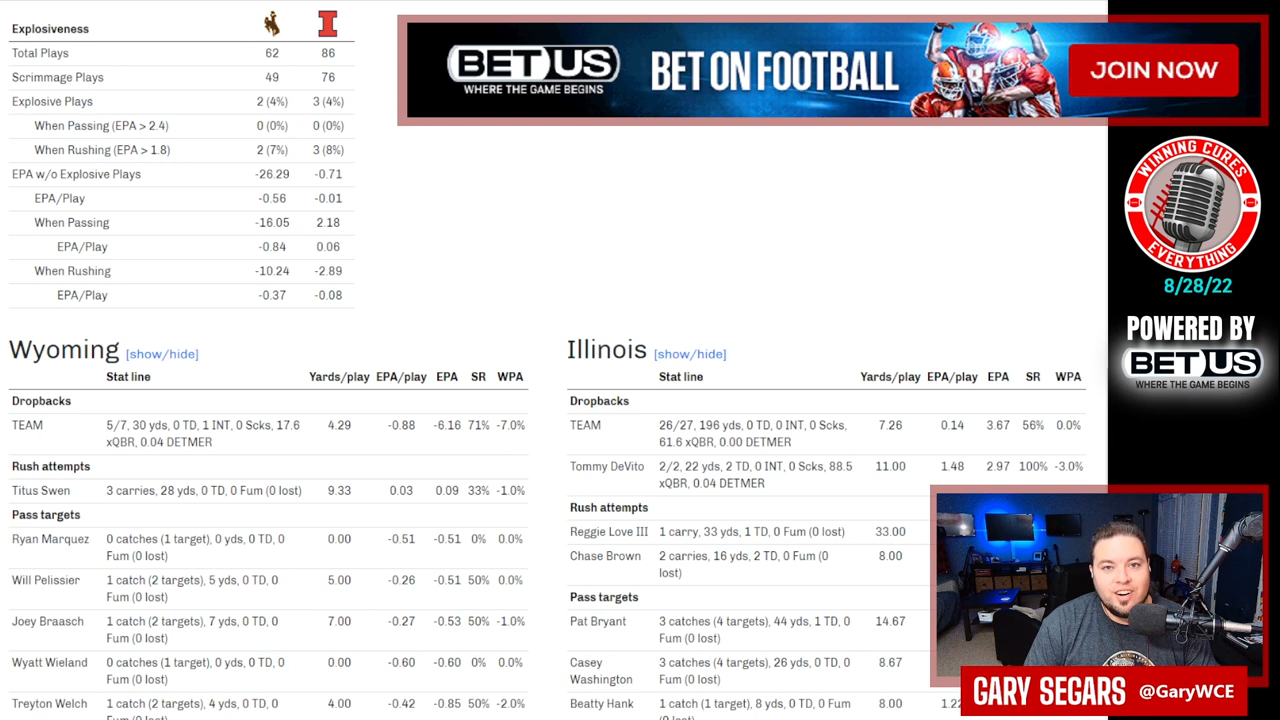 Explosiveness
Total Plays 62 86
Scrimmage Plays 49 76
Explosive Plays 2 (4%) 3 (4%)
When Passing (EPA > 2.4) 0 (0%) 0 (0%)
When Rushing (EPA > 1.8) 2 (7%) 3 (8%)
EPA w/o Explosive Plays -26.29 -0.71
EPA/Play -0.56 -0.01
When Passing -16.05 2.18
EPA/Play -0.84 0.06
When Rushing -10.24 -2.89
EPA/Play -0.37 -0.08
BET US
WHERE THE GAME BEGINS
BET ON FOOTBALL
JOIN NOW
WINNING CURES
EVERYTHING
8/28/22
POWERED BY
BET US
WHERE THE GAME BEGINS
Wyoming [show/hide]
Stat line Yards/play EPA/play EPA SR WPA
Dropbacks
TEAM 5/7, 30 yds, 0 TD, 1 INT, 0 Scks, 17.6 4.29 -0.88 -6.16 71% -7.0%
xQBR, 0.04 DETMER
Rush attempts
Titus Swen 3 carries, 28 yds, 0 TD, 0 Fum (0 lost) 9.33 0.03 0.09 33% -1.0%
Pass targets
Ryan Marquez 0 catches (1 target), 0 yds, 0 TD, 0 0.00 -0.51 -0.51 0% 0.0%
Fum (0 lost)
Will Pelissier 1 catch (2 targets), 5 yds, 0 TD, 0 5.00 -0.26 -0.51 50% 0.0%
Fum (0 lost)
Joey Braasch 1 catch (2 targets), 7 yds, 0 TD, 0 7.00 -0.27 -0.53 50% -1.0%
Fum (0 lost)
Wyatt Wieland 0 catches (1 target), 0 yds, 0 TD, 0 0.00 -0.60 -0.60 0% 0.0%
Fum (0 lost)
Treyton Welch 1 catch (2 targets), 4 yds, 0 TD, 0 4.00 -0.42 -0.85 50% -2.0%
Fum (0 lost)
Illinois [show/hide]
Stat line Yards/play EPA/play EPA SR WPA
Dropbacks
TEAM 26/27, 196 yds, 0 TD, 0 INT, 0 Scks, 7.26 0.14 3.67 56% 0.0%
61.6 xQBR, 0.00 DETMER
Tommy DeVito 2/2, 22 yds, 2 TD, 0 INT, 0 Scks, 88.5 11.00 1.48 2.97 100% -3.0%
xQBR, 0.04 DETMER
Rush attempts
Reggie Love III 1 carry, 33 yds, 1 TD, 0 Fum (0 lost) 33.00
Chase Brown 2 carries, 16 yds, 2 TD, 0 Fum (0 8.00
lost)
Pass targets
Pat Bryant 3 catches (4 targets), 44 yds, 1 TD, 0 14.67
Fum (0 lost)
Casey 3 catches (4 targets), 26 yds, 0 TD, 0 8.67
Washington Fum (0 lost)
Beatty Hank 1 catch (1 target), 8 yds, 0 TD, 0 8.00
GARY SEGARS @GaryWCE